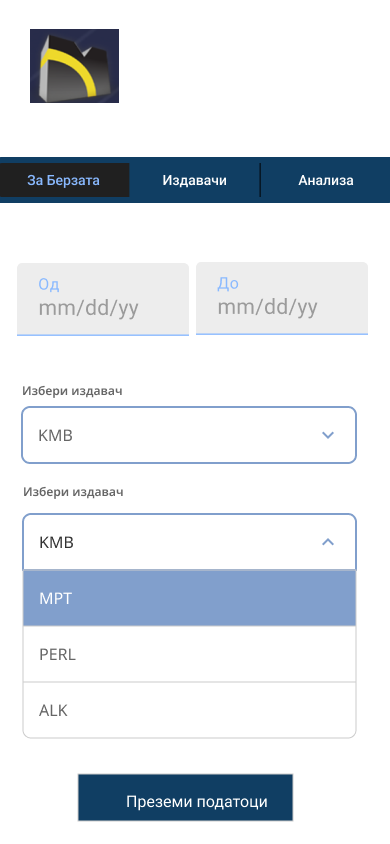 За Берзата
Издавачи
Анализа
Од
До
mm/dd/yy
mm/dd/yy
Избери издавач
KMB
Избери издавач
KMB
MPT
PERL
ALK
Преземи податоци